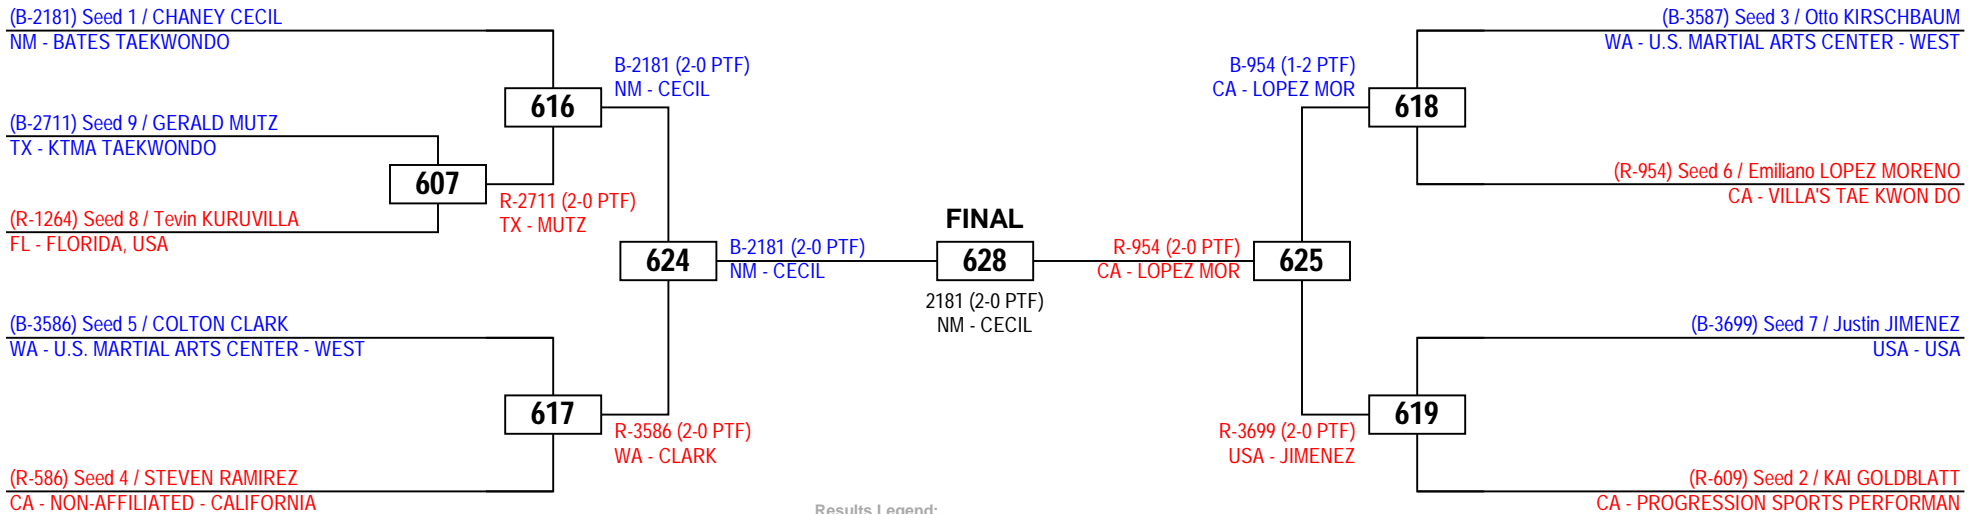 (B-2181) Seed 1 / CHANEY CECIL
NM - BATES TAEKWONDO
(B-2711) Seed 9 / GERALD MUTZ
TX - KTMA TAEKWONDO
(R-1264) Seed 8 / Tevin KURUVILLA
FL - FLORIDA, USA
(B-3586) Seed 5 / COLTON CLARK
WA - U.S. MARTIAL ARTS CENTER - WEST
(R-586) Seed 4 / STEVEN RAMIREZ
CA - NON-AFFILIATED - CALIFORNIA
607
R-2711 (2-0 PTF)
TX - MUTZ
616
B-2181 (2-0 PTF)
NM - CECIL
617
R-3586 (2-0 PTF)
WA - CLARK
624
B-2181 (2-0 PTF)
NM - CECIL
FINAL
628
2181 (2-0 PTF)
NM - CECIL
R-954 (2-0 PTF)
CA - LOPEZ MOR
625
B-954 (1-2 PTF)
CA - LOPEZ MOR
618
R-3699 (2-0 PTF)
USA - JIMENEZ
619
(B-3587) Seed 3 / Otto KIRSCHBAUM
WA - U.S. MARTIAL ARTS CENTER - WEST
(R-954) Seed 6 / Emiliano LOPEZ MORENO
CA - VILLA'S TAE KWON DO
(B-3699) Seed 7 / Justin JIMENEZ
USA - USA
(R-609) Seed 2 / KAI GOLDBLATT
CA - PROGRESSION SPORTS PERFORMAN
Results Legend: